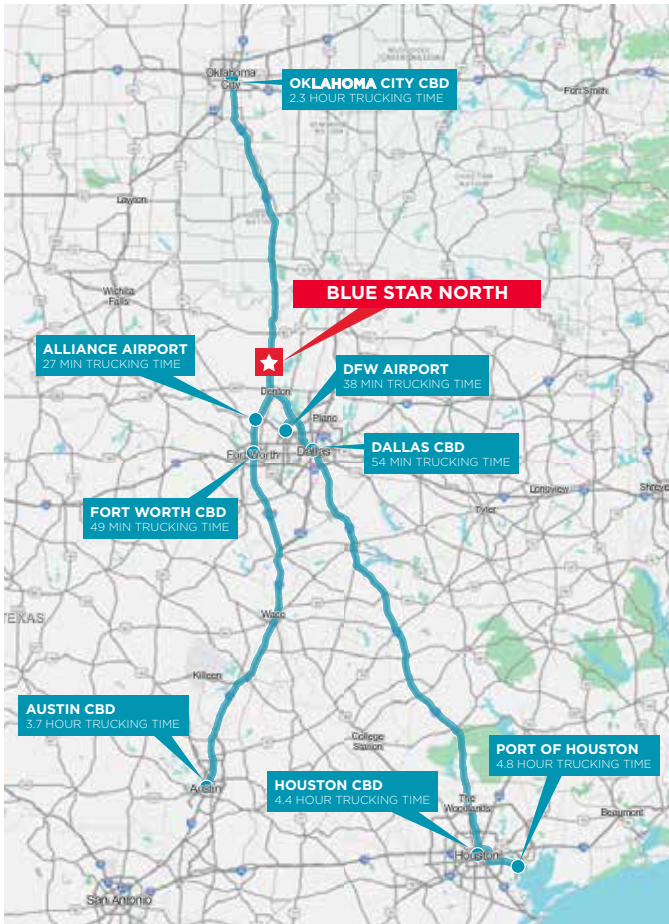 Oklahoma
City
OKLAHOMA CITY CBD
2.3 HOUR TRUCKING TIME
Fort Smith
Lawton
Wichita
Falls
BLUE STAR NORTH
ALLIANCE AIRPORT
27 MIN TRUCKING TIME
DFW AIRPORT
38 MIN TRUCKING TIME
Denton
Plano
DALLAS CBD
54 MIN TRUCKING TIME
Fort Worth
Dallas
Longview
Shreve
Tyler
FORT WORTH CBD
49 MIN TRUCKING TIME
TEXAS
Waco
Killeen
AUSTIN CBD
3.7 HOUR TRUCKING TIME
College
Station
PORT OF HOUSTON
4.8 HOUR TRUCKING TIME
HOUSTON CBD
4.4 HOUR TRUCKING TIME
Austin
The
Woodlands
Beaumont
Houston
San Antonio